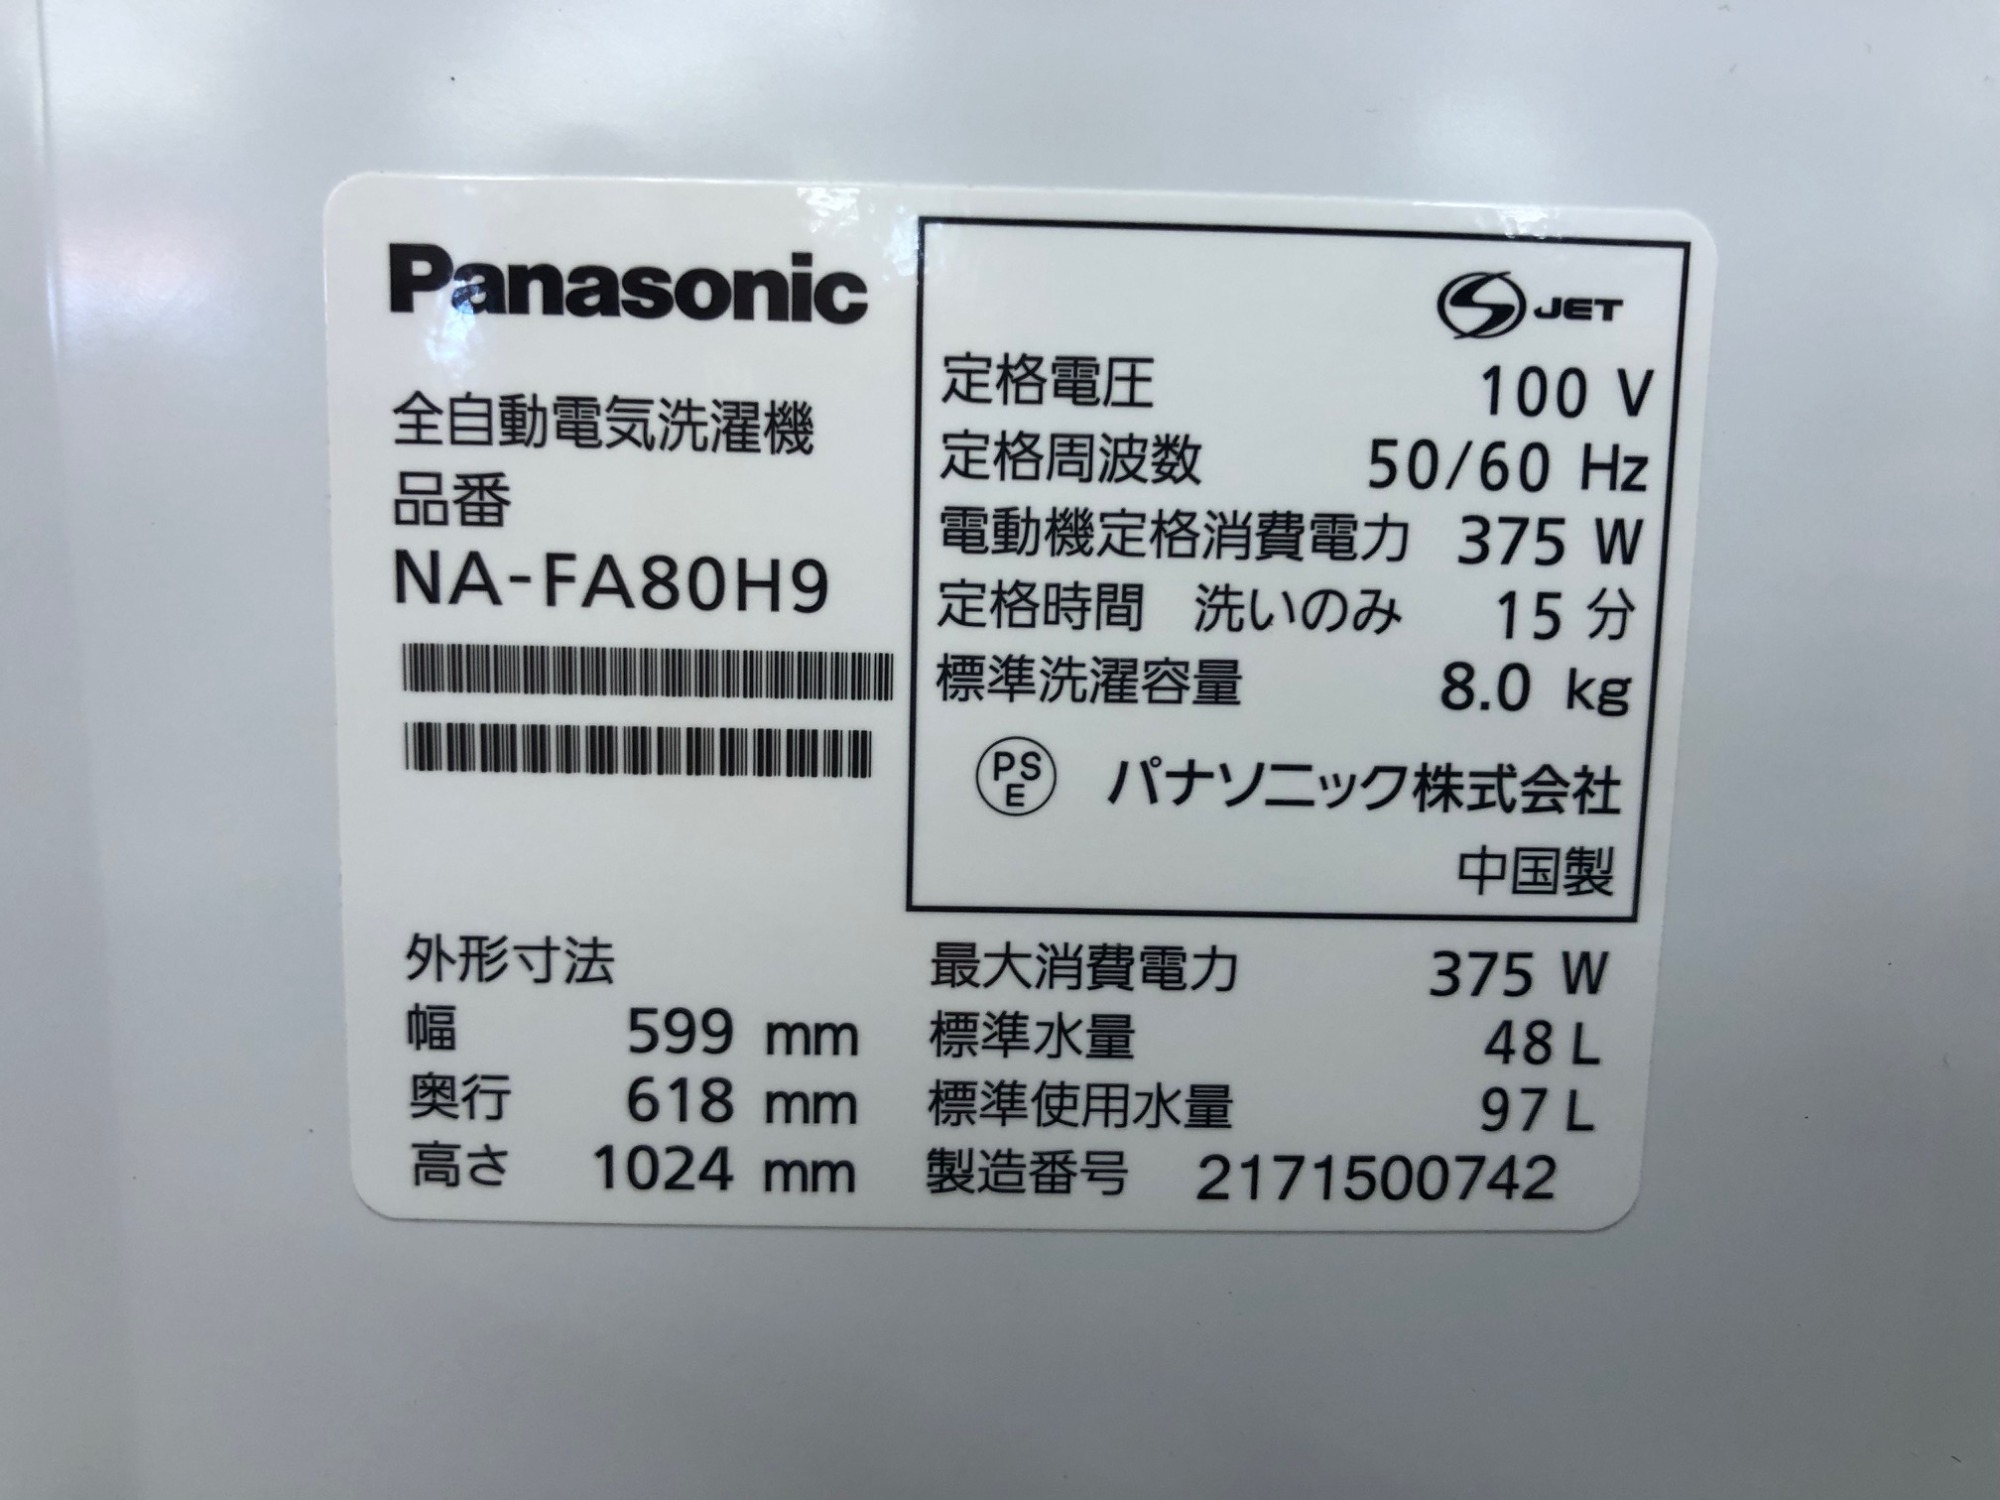 Panasonic
全自動電気洗濯機
品番
NA-FA80H9
S JET
定格電圧 100 V
定格周波数 50/60 Hz
電動機定格消費電力 375 W
定格時間 洗いのみ 15 分
標準洗濯容量 8.0 kg
PS
E
パナソニック株式会社
中国製
外形寸法
幅 599 mm
奥行 618 mm
高さ 1024 mm
最大消費電力 375 W
標準水量 48 L
標準使用水量 97 L
製造番号 2171500742